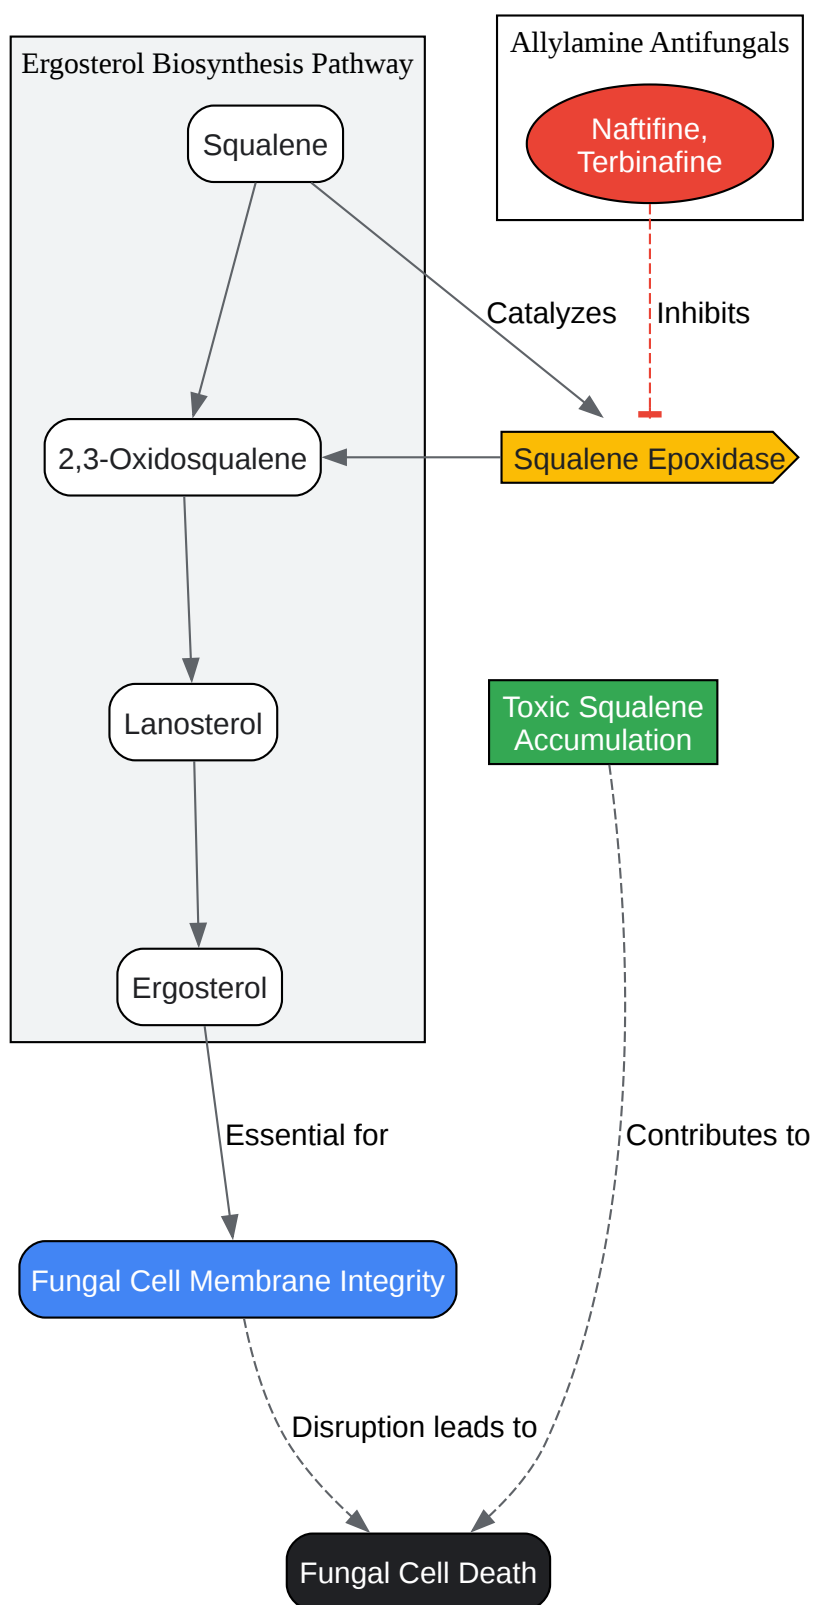 Ergosterol Biosynthesis Pathway
Allylamine Antifungals
Squalene
Naftifine,
Terbinafine
Catalyzes
Inhibits
2,3-Oxidosqualene
Squalene Epoxidase
Lanosterol
Toxic Squalene
Accumulation
Ergosterol
Essential for
Contributes to
Fungal Cell Membrane Integrity
Disruption leads to
Fungal Cell Death